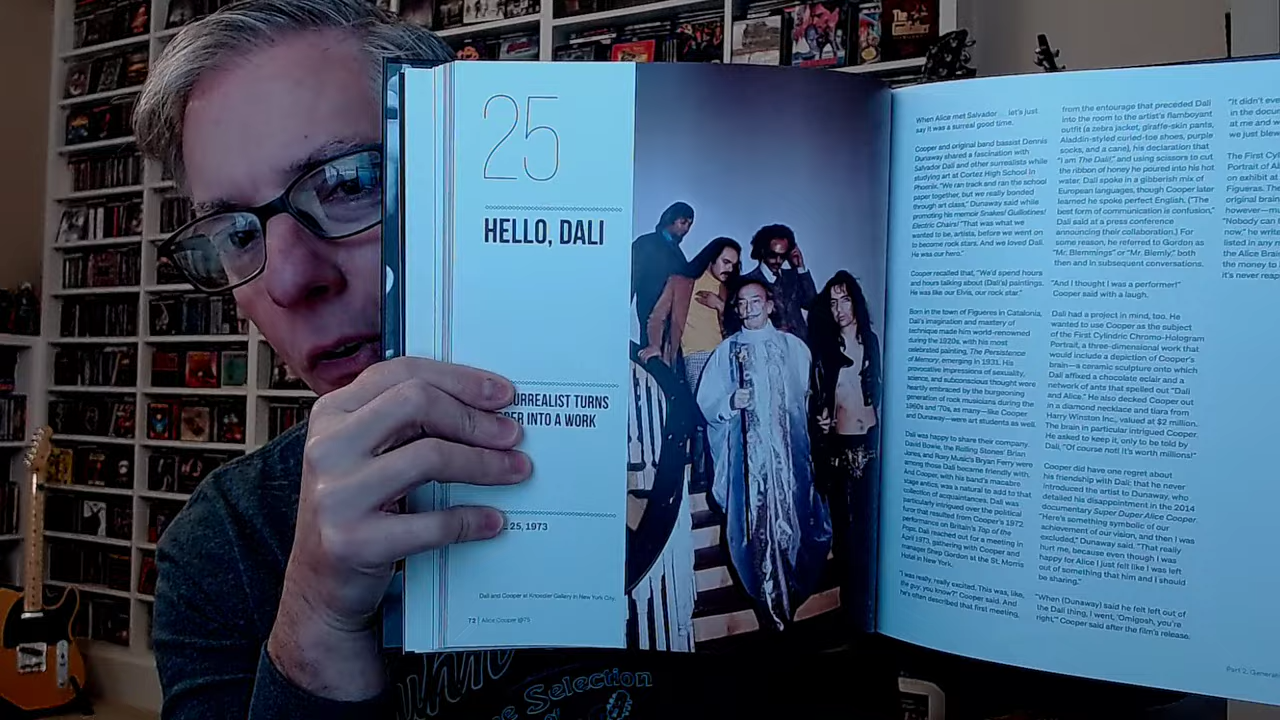 25
HELLO, DALI
URREALIST TURNS
ER INTO A WORK
25, 1973
Dali and Cooper at Knoedler Gallery in New York City.
72 | Alice Cooper @75
When Alice met Salvador . . . let's just
say it was a surreal good time.
Cooper and original band bassist Dennis
Dunaway shared a fascination with
Salvador Dali and other surrealists while
studying art at Cortez High School in
Phoenix. "We ran track and ran the school
paper together, but we really bonded
through art class," Dunaway said while
promoting his memoir Snakes! Guillotines!
Electric Chairs! "That was what we
wanted to be, artists, before we went on
to become rock stars. And we loved Dali.
He was our hero."
Cooper recalled that, "We'd spend hours
and hours talking about (Dali's) paintings.
He was like our Elvis, our rock star."
Born in the town of Figueres in Catalonia,
Dali's imagination and mastery of
technique made him world-renowned
during the 1920s, with his most
celebrated painting, The Persistence
of Memory, emerging in 1931. His
provocative impressions of sexuality,
science, and subconscious thought were
heartily embraced by the burgeoning
generation of rock musicians during the
1960s and '70s, as many—like Cooper
and Dunaway—were art students as well.
Dali was happy to share their company.
David Bowie, the Rolling Stones' Brian
Jones, and Roxy Music's Bryan Ferry were
among those Dali became friendly with.
And Cooper, with his band's macabre
stage antics, was a natural to add to that
collection of acquaintances. Dali was
particularly intrigued over the political
furor that resulted from Cooper's 1972
performance on Britain's Top of the
Pops. Dali reached out for a meeting in
April 1973, gathering with Cooper and
manager Shep Gordon at the St. Morris
Hotel in New York.
"I was really, really excited. This was, like,
the guy, you know?" Cooper said. And
he's often described that first meeting,
from the entourage that preceded Dali
into the room to the artist's flamboyant
outfit (a zebra jacket, giraffe-skin pants,
Aladdin-styled curled-toe shoes, purple
socks, and a cane), his declaration that
"I am The Dali!," and using scissors to cut
the ribbon of honey he poured into his hot
water. Dali spoke in a gibberish mix of
European languages, though Cooper later
learned he spoke perfect English. ("The
best form of communication is confusion,"
Dali said at a press conference
announcing their collaboration.) For
some reason, he referred to Gordon as
"Mr. Blemmings" or "Mr. Blemly," both
then and in subsequent conversations.
"And I thought I was a performer!"
Cooper said with a laugh.
Dali had a project in mind, too. He
wanted to use Cooper as the subject
of the First Cylindric Chromo-Hologram
Portrait, a three-dimensional work that
would include a depiction of Cooper's
brain—a ceramic sculpture onto which
Dali affixed a chocolate eclair and a
network of ants that spelled out "Dali
and Alice." He also decked Cooper out
in a diamond necklace and tiara from
Harry Winston Inc., valued at $2 million.
The brain in particular intrigued Cooper.
He asked to keep it, only to be told by
Dali, "Of course not! It's worth millions!"
Cooper did have one regret about
his friendship with Dali: that he never
introduced the artist to Dunaway, who
detailed his disappointment in the 2014
documentary Super Duper Alice Cooper.
"Here's something symbolic of our
achievement of our vision, and then I was
excluded," Dunaway said. "That really
hurt me, because even though I was
happy for Alice I just felt like I was left
out of something that him and I should
be sharing."
"When (Dunaway) said he felt left out of
the Dali thing, I went, 'Omigosh, you're
right,'" Cooper said after the film's release.
"It didn't eve
in the docum
at me and w
we just blew
The First Cyl
Portrait of Al
on exhibit at
Figueras. The
original brain
however—m
"Nobody can t
now," he write
listed in any m
the Alice Brain
the money to
it's never reap
Part 2: Genera
The Godfather
he Selection